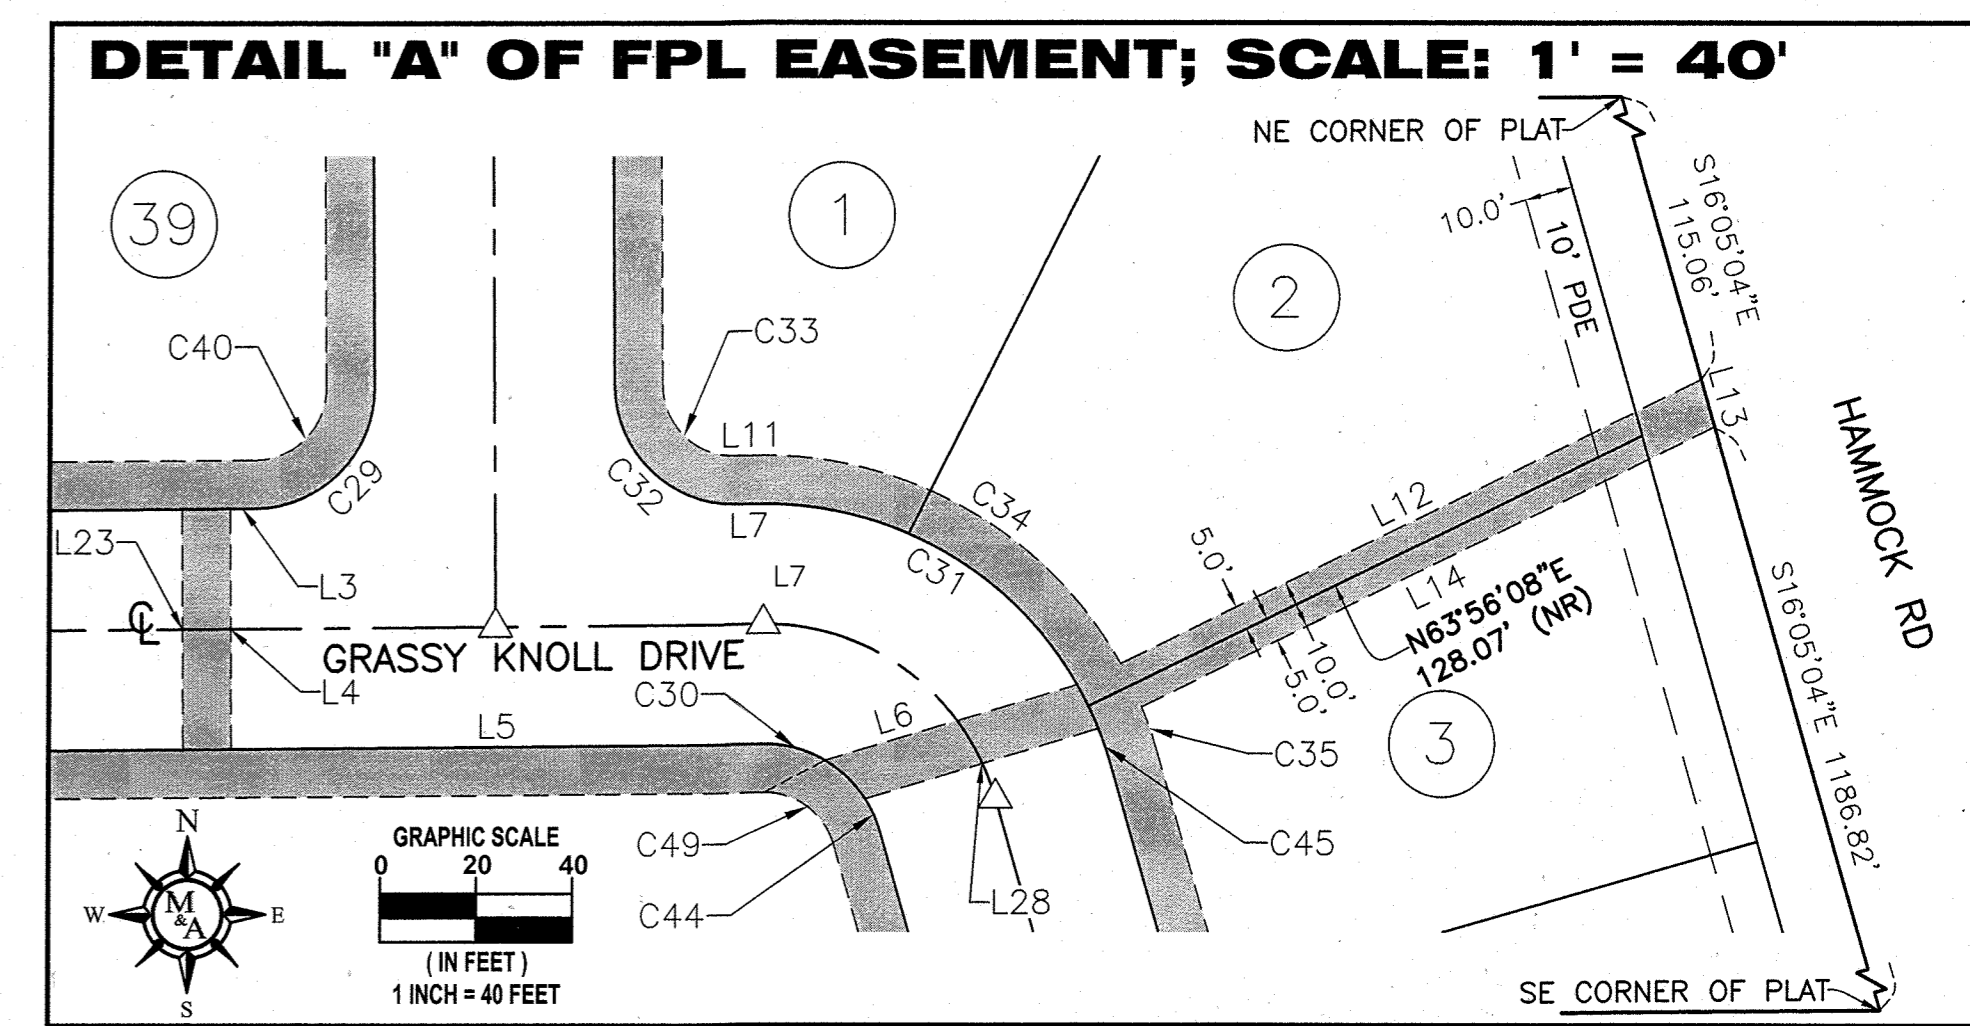 DETAIL "A" OF FPL EASEMENT; SCALE: 1' = 40'
NE CORNER OF PLAT
39
1
2
10.0'
10' PDE
S16°05'04"E
115.06'
C40
C33
L13
HAMMOCK RD
C29
C32
L11
L7
C34
C31
L12
L23
L3
5.0'
L7
L14
N63°56'08"E
128.07' (NR)
10.0'
5.0'
S16°05'04"E 1186.82'
CL
GRASSY KNOLL DRIVE
L4
C30
L6
L5
3
C35
C49
C45
C44
L28
N
W
E
S
M
&
A
GRAPHIC SCALE
0 20 40
( IN FEET )
1 INCH = 40 FEET
SE CORNER OF PLAT